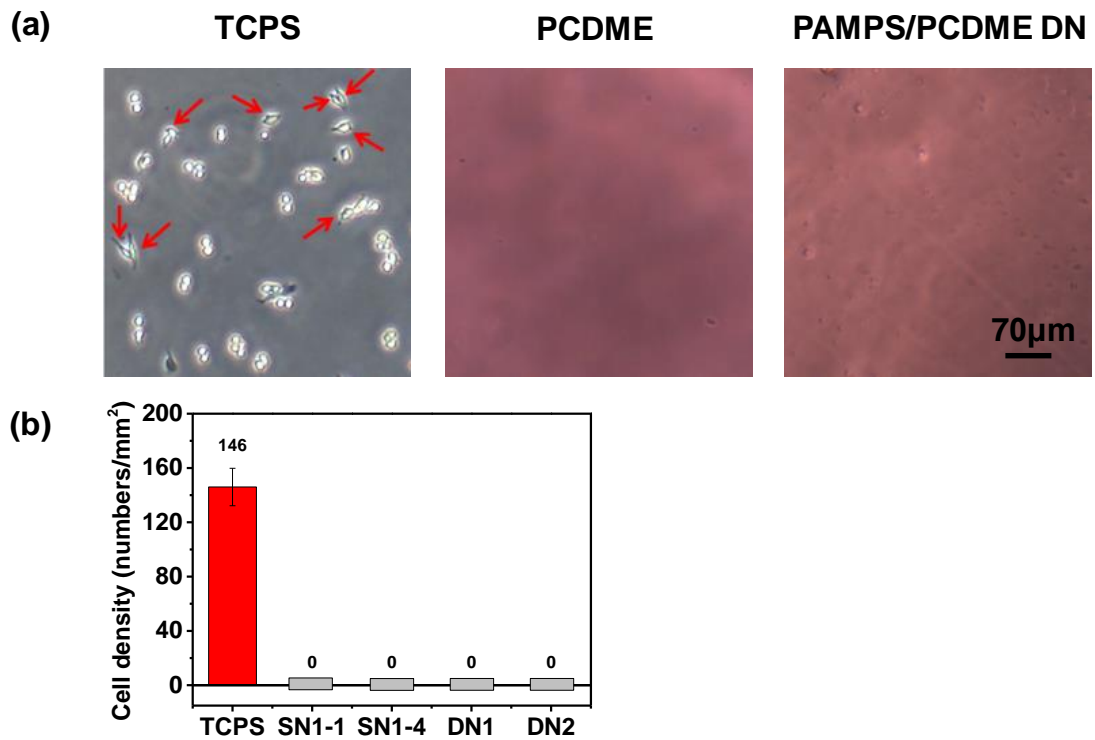 (a)
TCPS PCDME PAMPS/PCDME DN
70μm
(b)
Cell density (numbers/mm²)
200
160
120
80
40
0
146
0 0 0 0
TCPS SN1-1 SN1-4 DN1 DN2